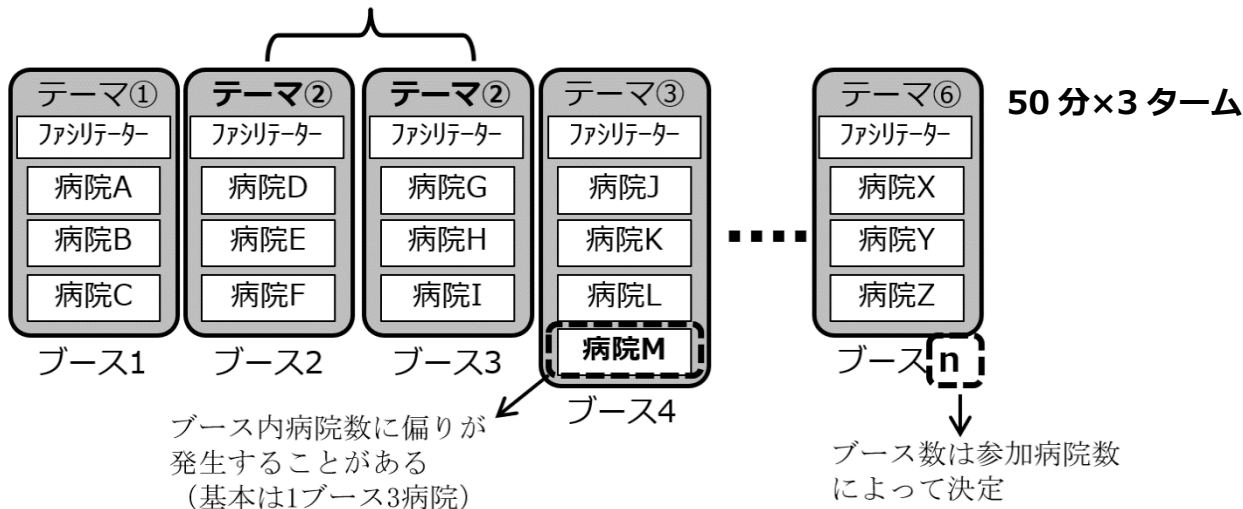 テーマ①
ファシリテーター
病院A
病院B
病院C
ブース1
テーマ②
ファシリテーター
病院D
病院E
病院F
ブース2
テーマ②
ファシリテーター
病院G
病院H
病院I
ブース3
テーマ③
ファシリテーター
病院J
病院K
病院L
病院M
ブース4
テーマ⑥
ファシリテーター
病院X
病院Y
病院Z
ブースn
50 分×3 ターム
ブース内病院数に偏りが
発生することがある
（基本は1ブース3病院）
ブース数は参加病院数
によって決定